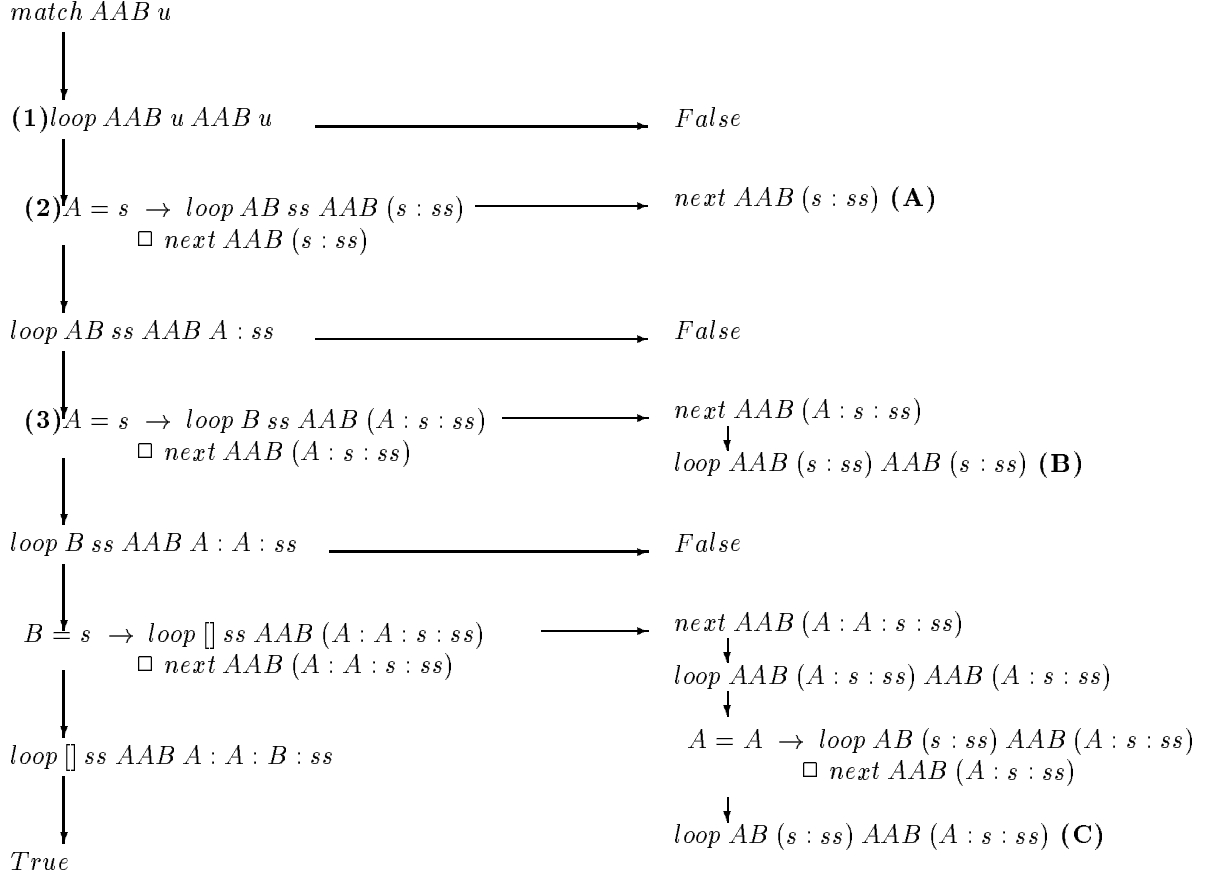 match AAB u
(1)loop AAB u AAB u
False
(2)A = s → loop AB ss AAB (s : ss)
□ next AAB (s : ss)
next AAB (s : ss) (A)
loop AB ss AAB A : ss
False
(3)A = s → loop B ss AAB (A : s : ss)
□ next AAB (A : s : ss)
next AAB (A : s : ss)
loop AAB (s : ss) AAB (s : ss) (B)
loop B ss AAB A : A : ss
False
B = s → loop [] ss AAB (A : A : s : ss)
□ next AAB (A : A : s : ss)
next AAB (A : A : s : ss)
loop AAB (A : s : ss) AAB (A : s : ss)
A = A → loop AB (s : ss) AAB (A : s : ss)
□ next AAB (A : s : ss)
loop AB (s : ss) AAB (A : s : ss) (C)
loop [] ss AAB A : A : B : ss
True